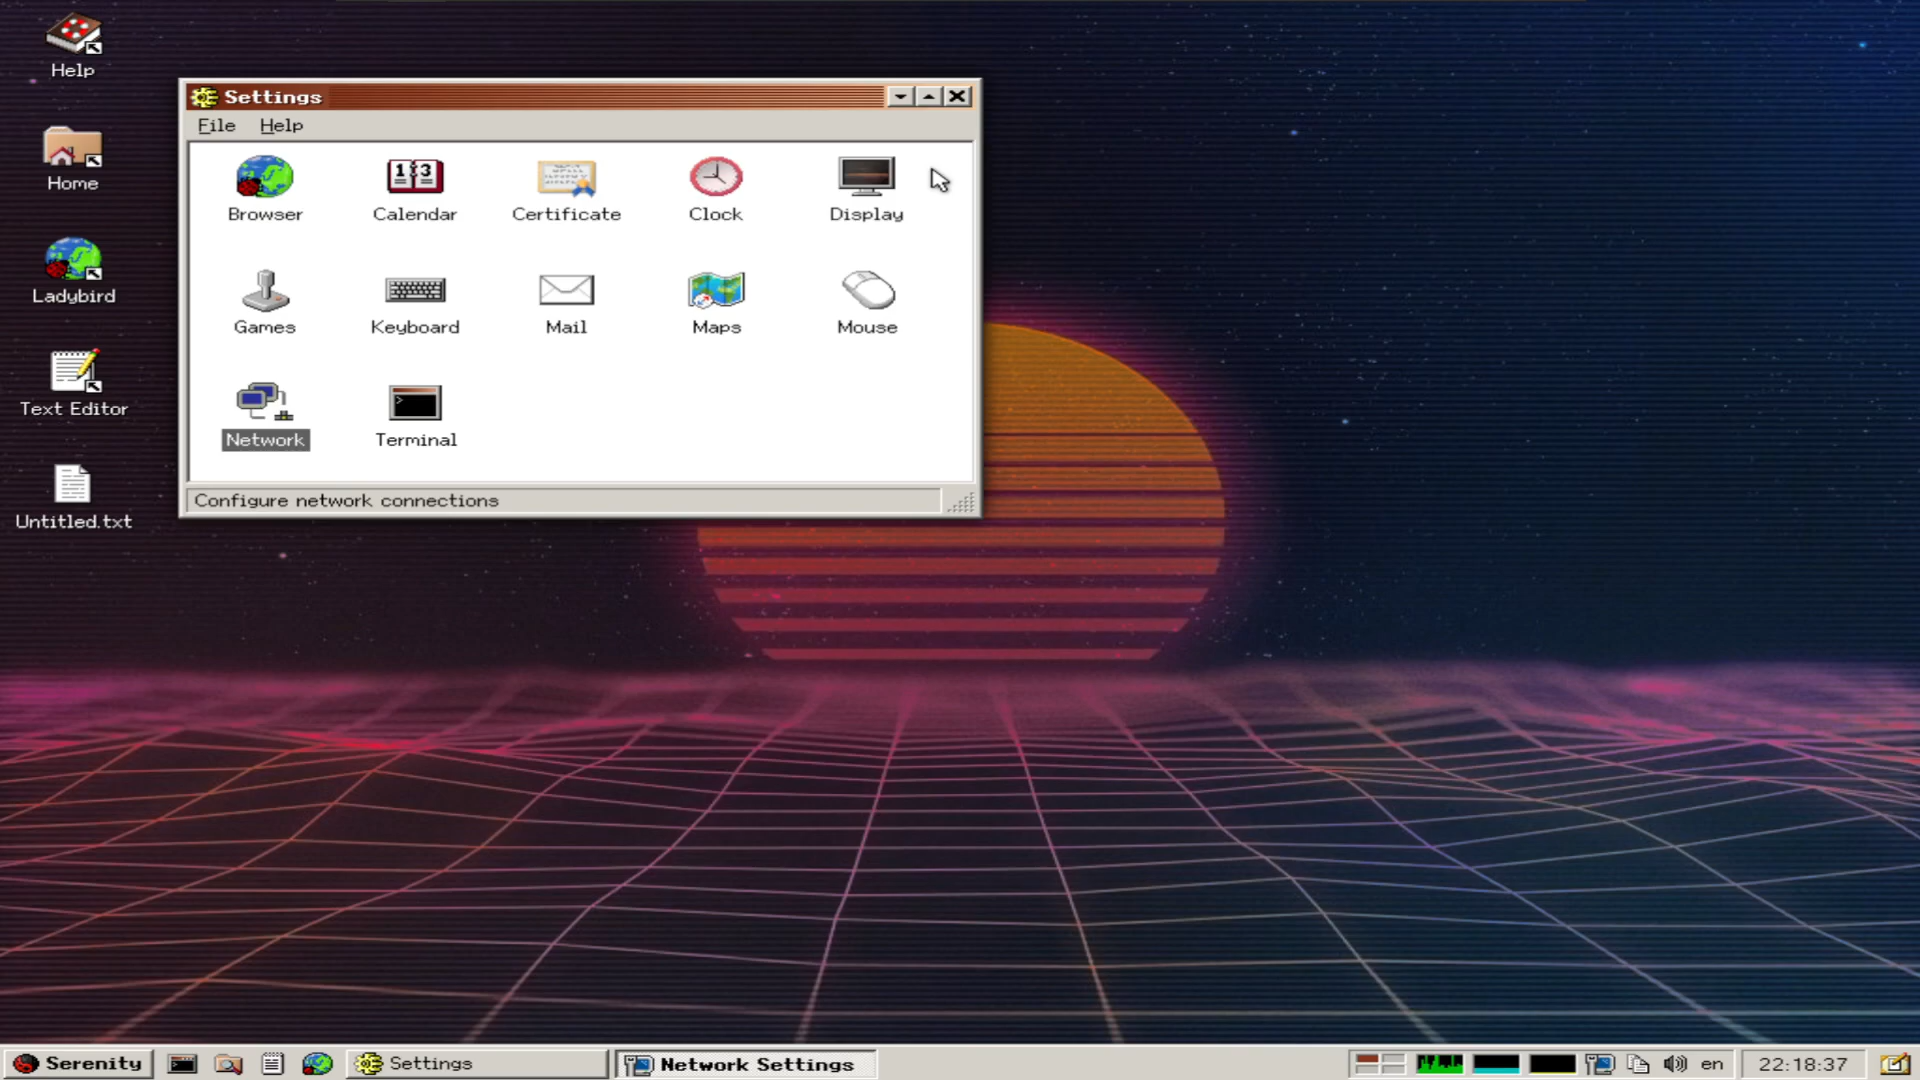 Help
Home
Ladybird
Text Editor
Untitled.txt
Settings
File Help
Browser Calendar Certificate Clock Display
Games Keyboard Mail Maps Mouse
Network Terminal
Configure network connections
Serenity Settings Network Settings en 22:18:37